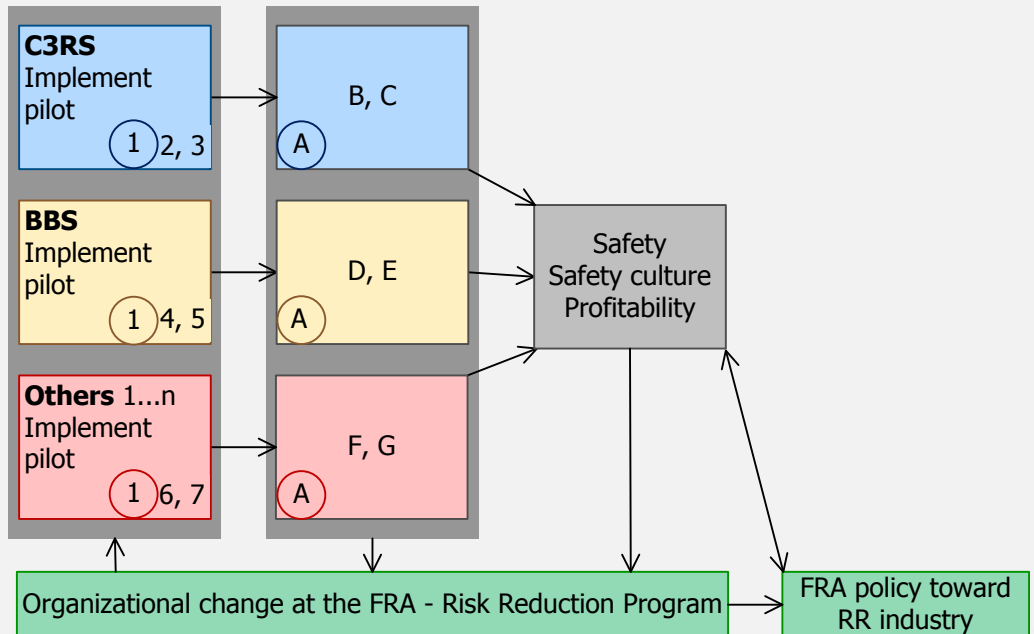 C3RS
Implement
pilot
1 2, 3
B, C
A
BBS
Implement
pilot
1 4, 5
D, E
A
Others 1...n
Implement
pilot
1 6, 7
F, G
A
Safety
Safety culture
Profitability
Organizational change at the FRA - Risk Reduction Program
FRA policy toward
RR industry